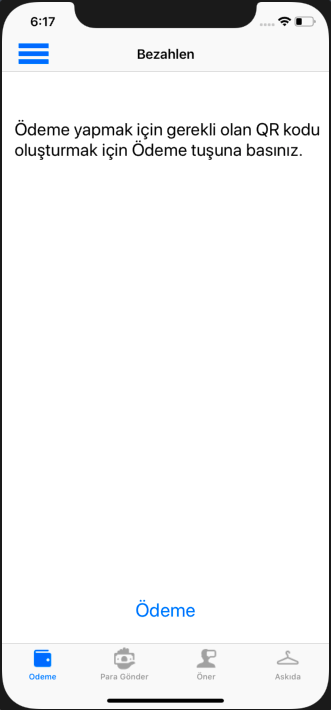 6:17
Bezahlen
Ödeme yapmak için gerekli olan QR kodu
oluşturmak için Ödeme tuşuna basınız.
Ödeme
Ödeme
Para Gönder
Öner
Askıda